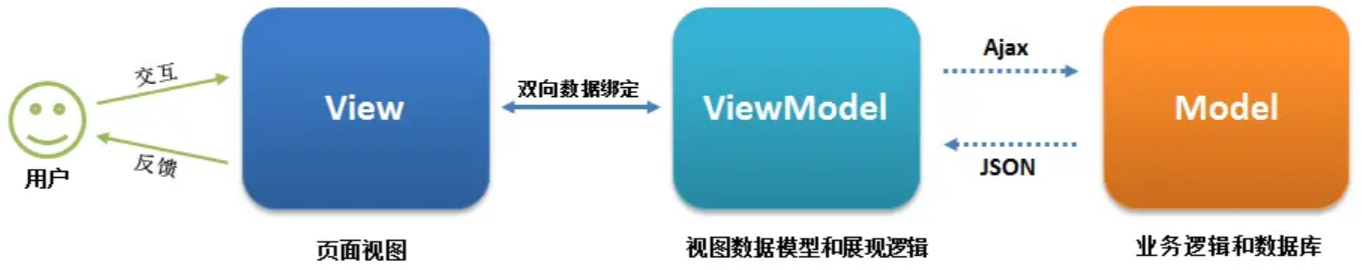 交互
反馈
用户
View
页面视图
双向数据绑定
ViewModel
视图数据模型和展现逻辑
Ajax
JSON
Model
业务逻辑和数据库